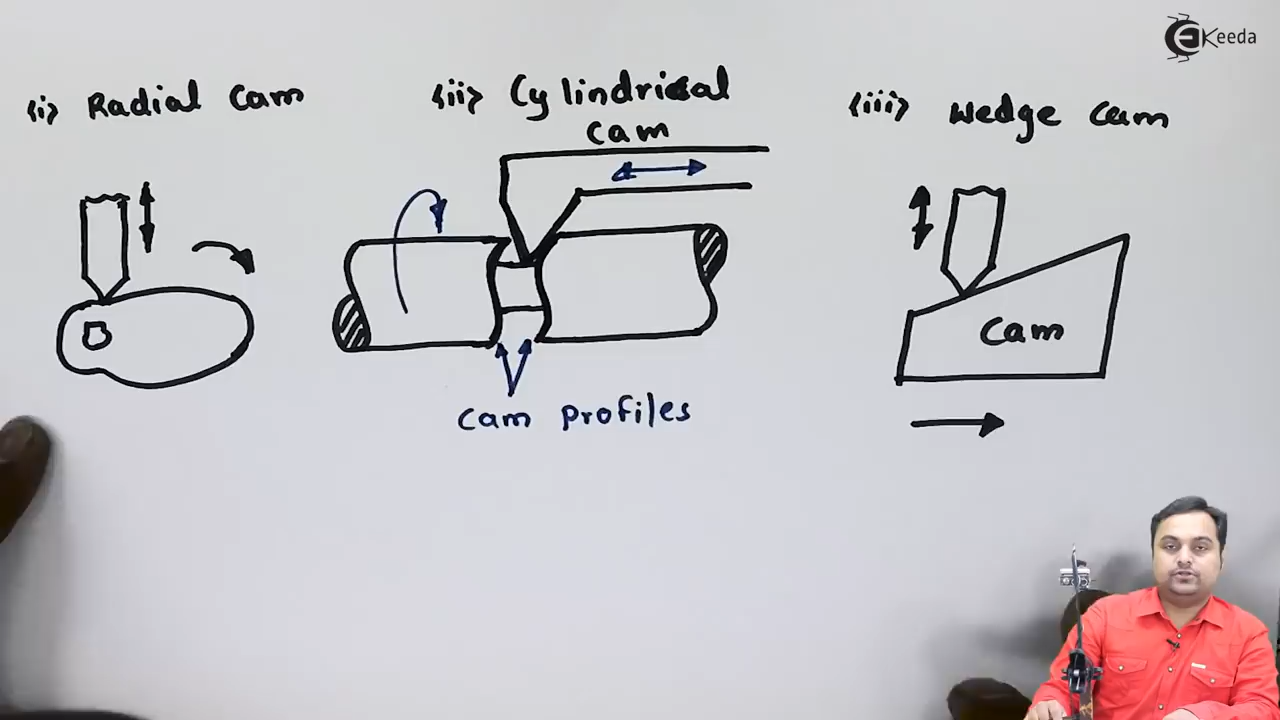 EKeeda
(i) Radial Cam
(ii) Cylindrical
cam
(iii) Wedge cam
Cam
cam profiles